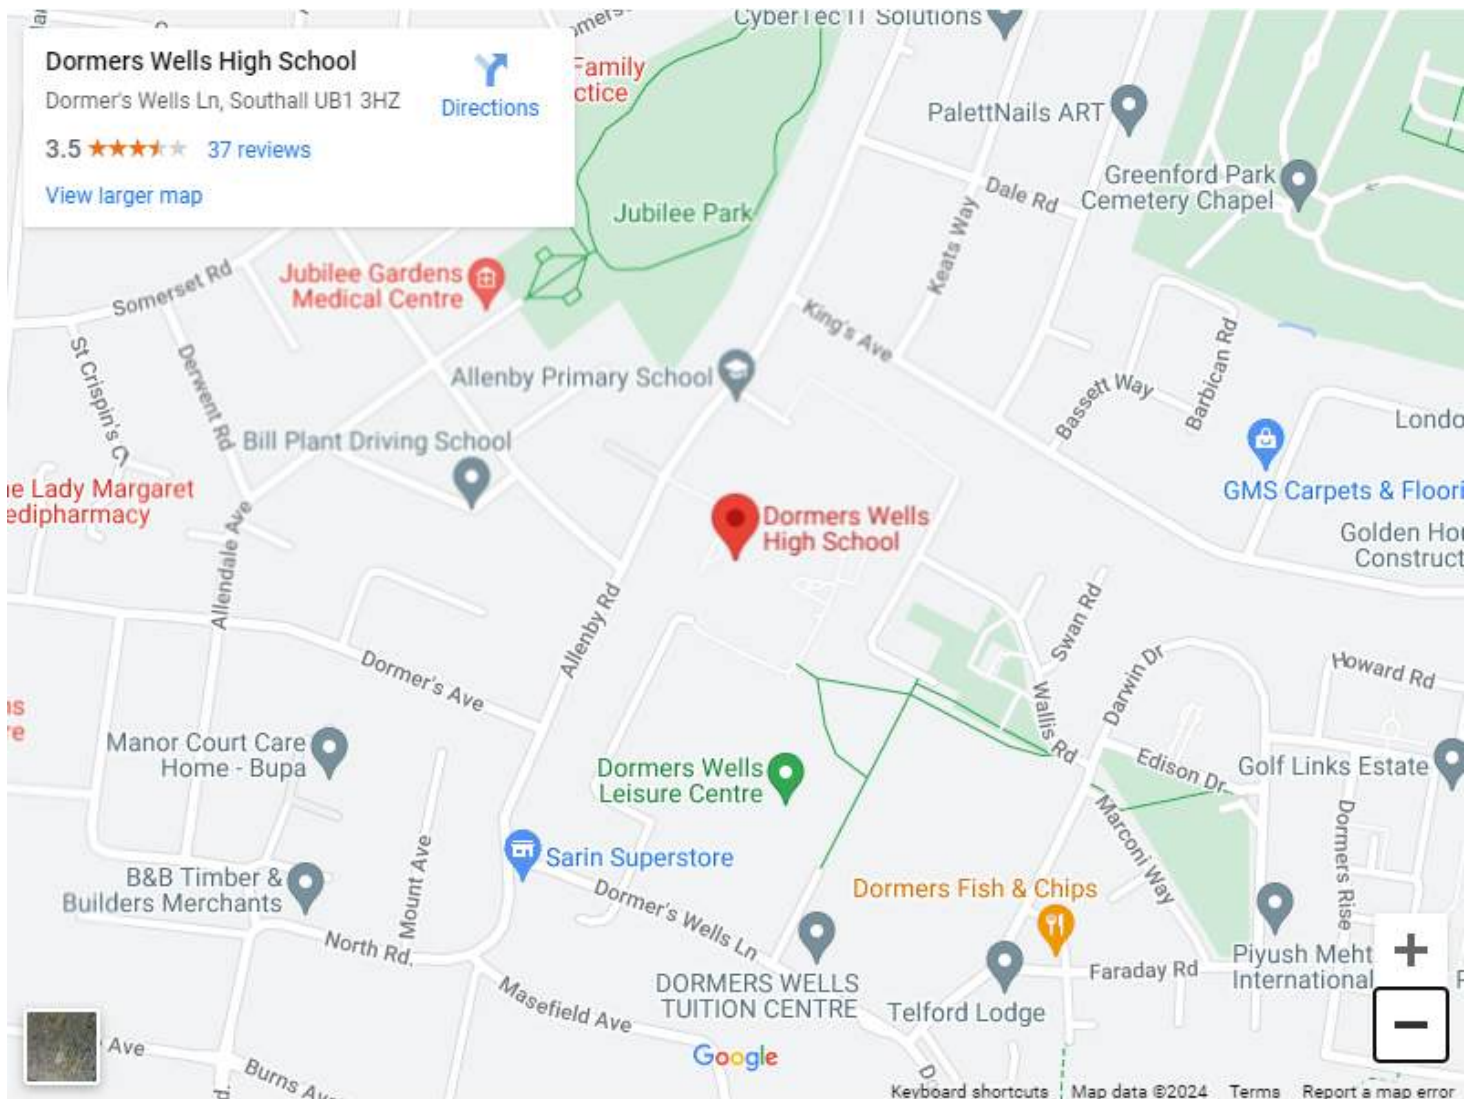 CyberTec IT Solutions
Dormers Wells High School
Dormer's Wells Ln, Southall UB1 3HZ
Directions
3.5
37 reviews
View larger map
Family
ctice
PalettNails ART
Greenford Park
Cemetery Chapel
Dale Rd
Keats Way
Jubilee Park
Somerset Rd
Jubilee Gardens
Medical Centre
King's Ave
St Crispin's C
Derwent Rd
Allenby Primary School
Bassett Way
Barbican Rd
Londo
Bill Plant Driving School
e Lady Margaret
edipharmacy
GMS Carpets & Floori
Dormers Wells
High School
Golden Ho
Construct
Allendale Ave
Allenby Rd
Swan Rd
Dormer's Ave
Wallis Rd
Darwin Dr
Howard Rd
Manor Court Care
Home - Bupa
Dormers Wells
Leisure Centre
Edison Dr
Golf Links Estate
Marconi Way
Dormers Rise
Mount Ave
Sarin Superstore
B&B Timber &
Builders Merchants
Dormer's Wells Ln
Dormers Fish & Chips
North Rd.
Masefield Ave
DORMERS WELLS
TUITION CENTRE
Telford Lodge
Faraday Rd
Piyush Meht
International
Ave
Burns Av
Google
Keyboard shortcuts
Map data ©2024
Terms
Report a map error